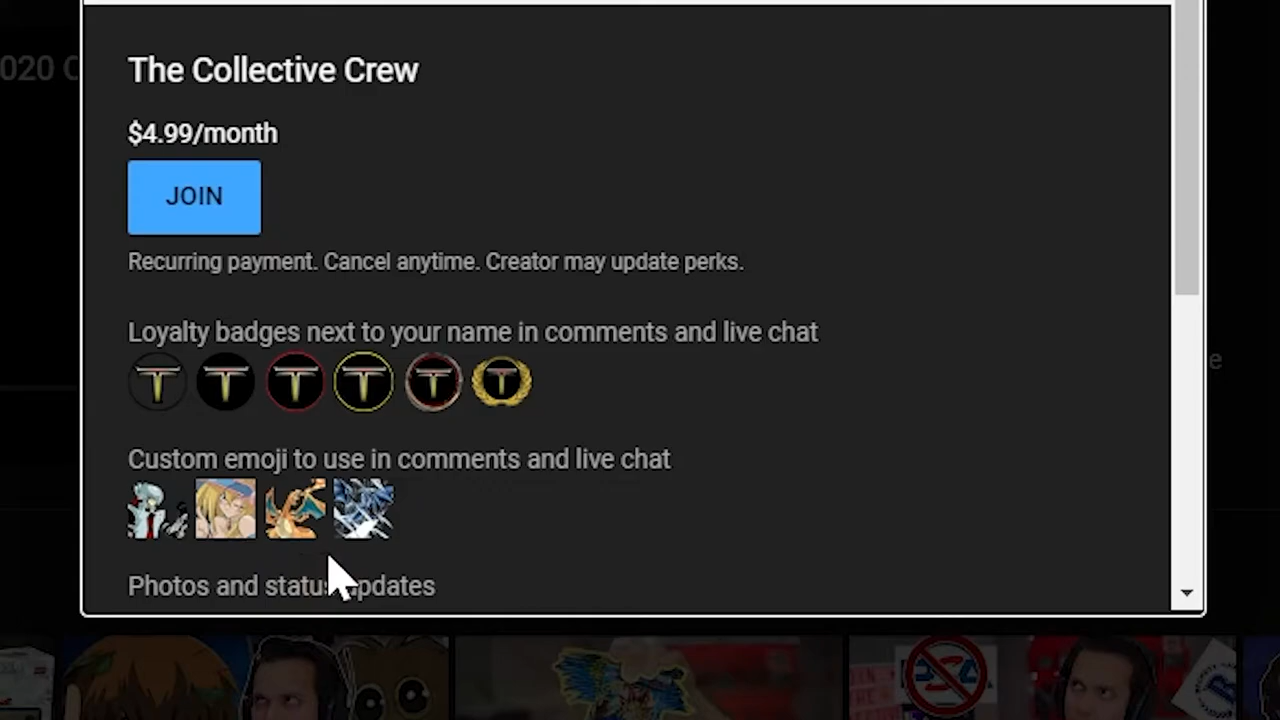 020 C
The Collective Crew
$4.99/month
JOIN
Recurring payment. Cancel anytime. Creator may update perks.
Loyalty badges next to your name in comments and live chat
e
Custom emoji to use in comments and live chat
Photos and status updates